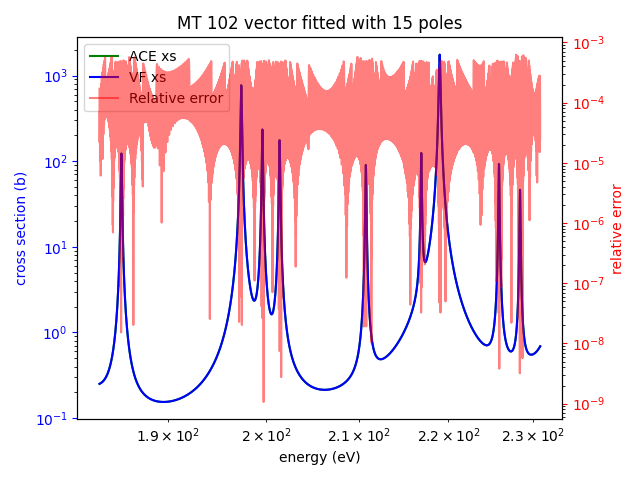 MT 102 vector fitted with 15 poles
ACE xs
VF xs
Relative error
10³
10²
10¹
10⁰
10⁻¹
cross section (b)
10⁻³
10⁻⁴
10⁻⁵
10⁻⁶
10⁻⁷
10⁻⁸
10⁻⁹
relative error
1.9 × 10² 2 × 10² 2.1 × 10² 2.2 × 10² 2.3 × 10²
energy (eV)